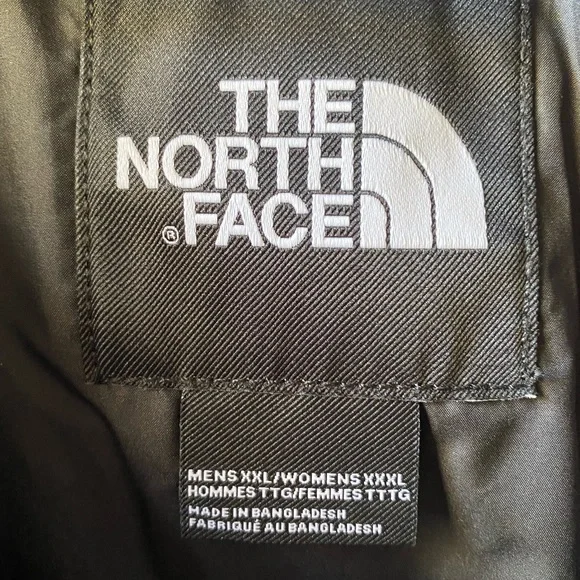 THE
NORTH
FACE
®
MENS XXL/WOMENS XXXL
HOMMES TTG/FEMMES TTTG
MADE IN BANGLADESH
FABRIQUÉ AU BANGLADESH